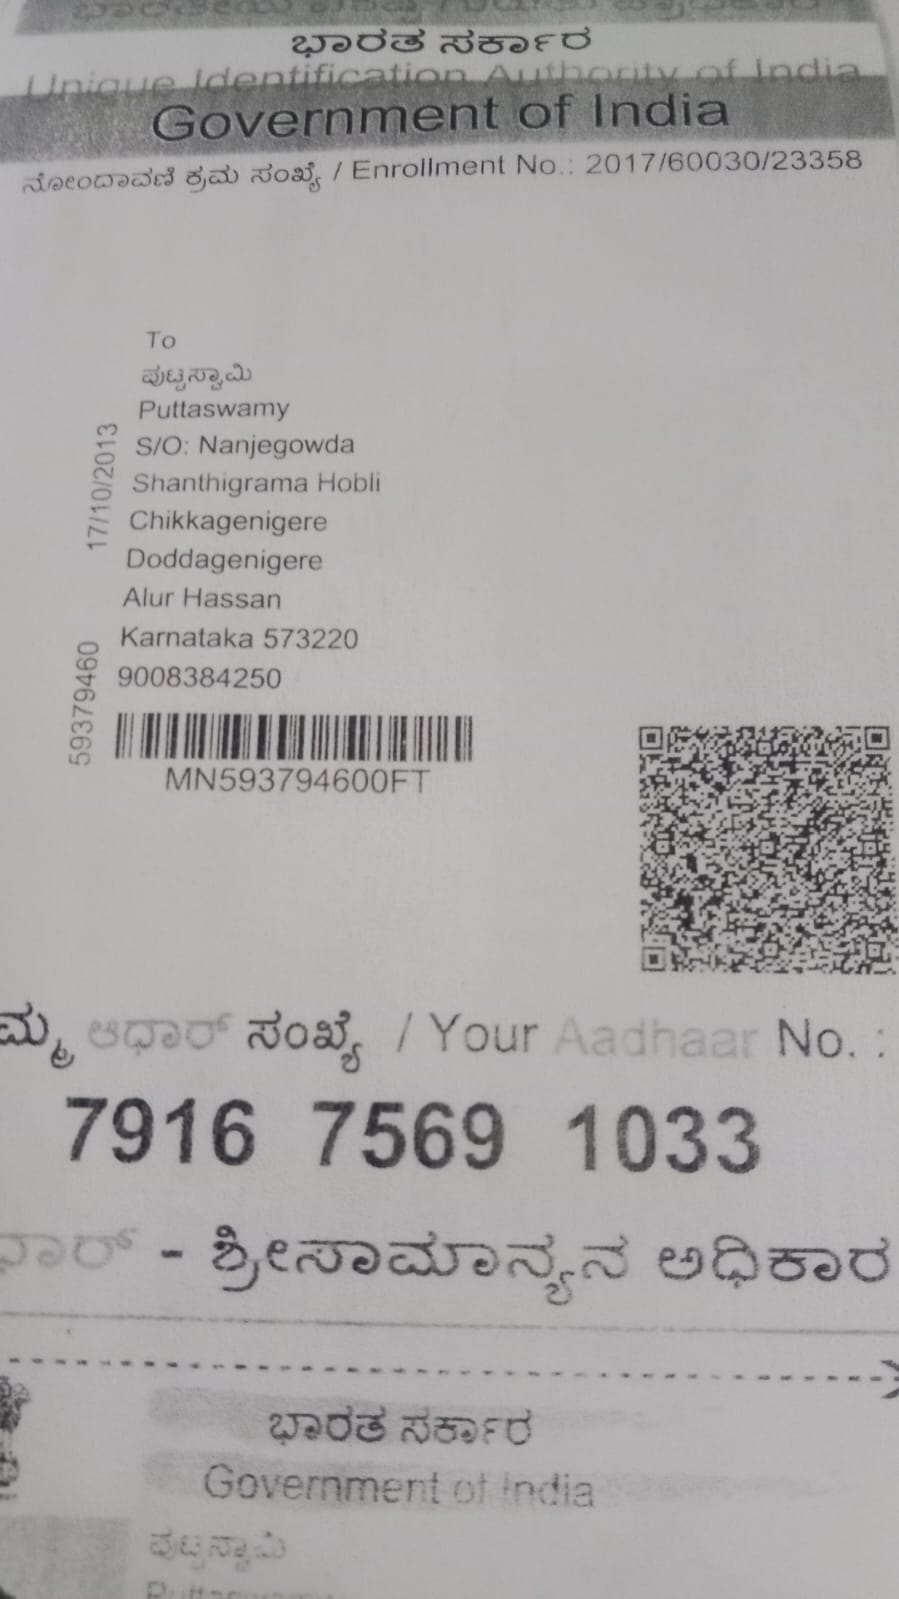 ಭಾರತ ಸರ್ಕಾರ
Unique Identification Authority of India
Government of India
ನೋಂದಾವಣಿ ಕ್ರಮ ಸಂಖ್ಯೆ / Enrollment No.: 2017/60030/23358
To
ಪುಟ್ಟಸ್ವಾಮಿ
Puttaswamy
S/O: Nanjegowda
Shanthigrama Hobli
Chikkagenigere
Doddagenigere
Alur Hassan
Karnataka 573220
9008384250
17/10/2013
59379460
MN593794600FT
ಮ್ಮ ಆಧಾರ್ ಸಂಖ್ಯೆ / Your Aadhaar No. :
7916 7569 1033
ಧಾರ್ - ಶ್ರೀಸಾಮಾನ್ಯನ ಅಧಿಕಾರ
ಭಾರತ ಸರ್ಕಾರ
Government of India
ಪುಟ್ಟಸ್ವಾಮಿ
Puttaswamy